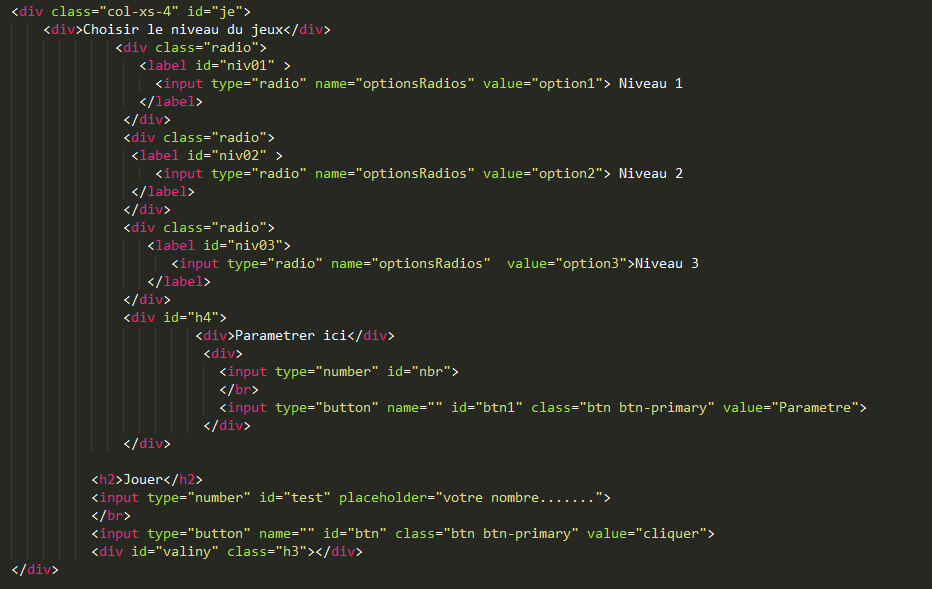 <div class="col-xs-4" id="je">
<div>Choisir le niveau du jeux</div>
<div class="radio">
<label id="niv01" >
<input type="radio" name="optionsRadios" value="option1"> Niveau 1
</label>
</div>
<div class="radio">
<label id="niv02" >
<input type="radio" name="optionsRadios" value="option2"> Niveau 2
</label>
</div>
<div class="radio">
<label id="niv03">
<input type="radio" name="optionsRadios"  value="option3">Niveau 3
</label>
</div>
<div id="h4">
<div>Parametrer ici</div>
<div>
<input type="number" id="nbr">
</br>
<input type="button" name="" id="btn1" class="btn btn-primary" value="Parametre">
</div>
</div>
<h2>Jouer</h2>
<input type="number" id="test" placeholder="votre nombre.......">
</br>
<input type="button" name="" id="btn" class="btn btn-primary" value="cliquer">
<div id="valiny" class="h3"></div>
</div>